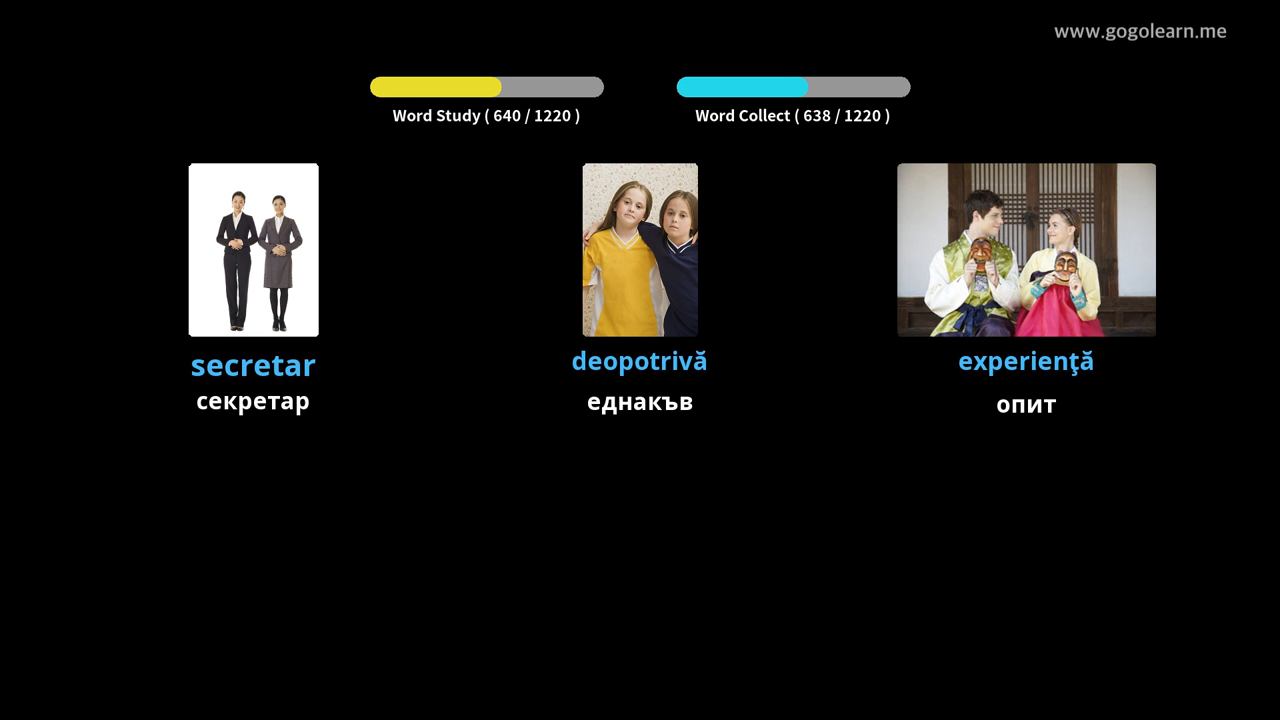 www.gogolearn.me
Word Study ( 640 / 1220 )
Word Collect ( 638 / 1220 )
secretar
deopotrivă
experienţă
секретар
еднакъв
опит